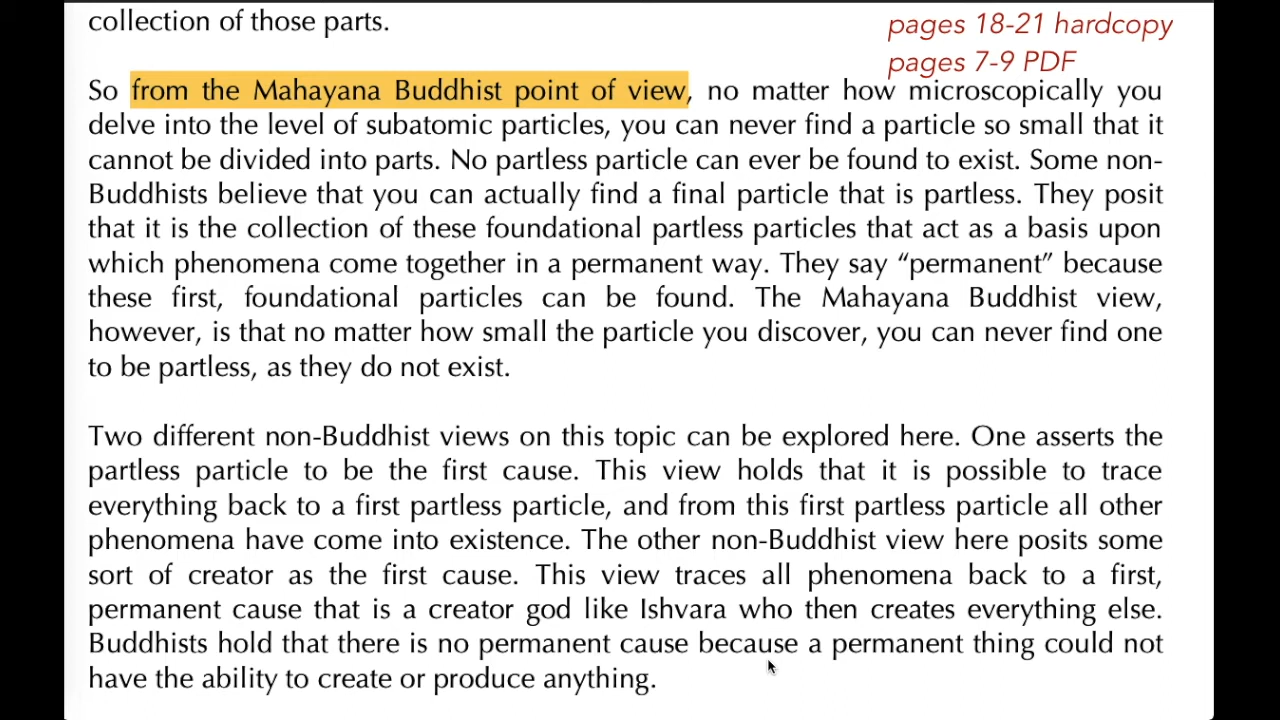 collection of those parts.
pages 18-21 hardcopy
pages 7-9 PDF
So from the Mahayana Buddhist point of view, no matter how microscopically you
delve into the level of subatomic particles, you can never find a particle so small that it
cannot be divided into parts. No partless particle can ever be found to exist. Some non-
Buddhists believe that you can actually find a final particle that is partless. They posit
that it is the collection of these foundational partless particles that act as a basis upon
which phenomena come together in a permanent way. They say “permanent” because
these first, foundational particles can be found. The Mahayana Buddhist view,
however, is that no matter how small the particle you discover, you can never find one
to be partless, as they do not exist.
Two different non-Buddhist views on this topic can be explored here. One asserts the
partless particle to be the first cause. This view holds that it is possible to trace
everything back to a first partless particle, and from this first partless particle all other
phenomena have come into existence. The other non-Buddhist view here posits some
sort of creator as the first cause. This view traces all phenomena back to a first,
permanent cause that is a creator god like Ishvara who then creates everything else.
Buddhists hold that there is no permanent cause because a permanent thing could not
have the ability to create or produce anything.